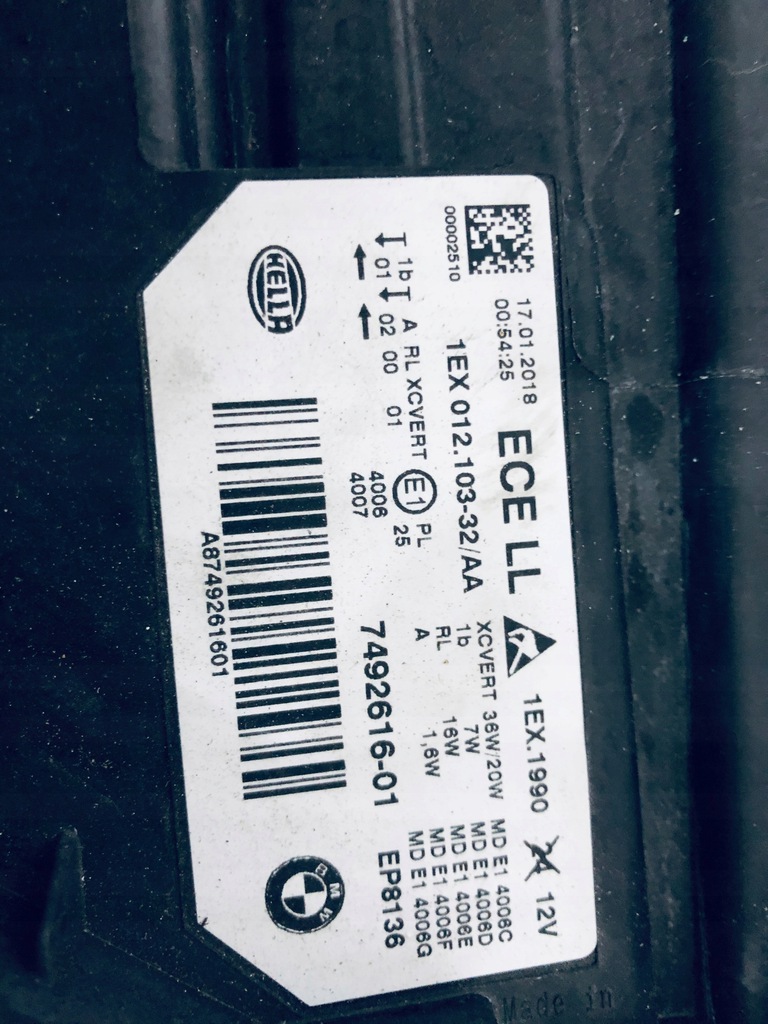 17.01.2018
00:54:25
ECE LL
1EX.1990
12V
00002510
1EX 012.103-32/AA
XCVERT 36W/20W MD E1 4006C
1b 7W MD E1 4006D
RL 16W MD E1 4006E
A 1,6W MD E1 4006F
MD E1 4006G
1b A RL XCVERT E1 PL
01 02 00 01 25
4006
4007
7492616-01 EP8136
HELLA
A8749261601
BMW
Made in